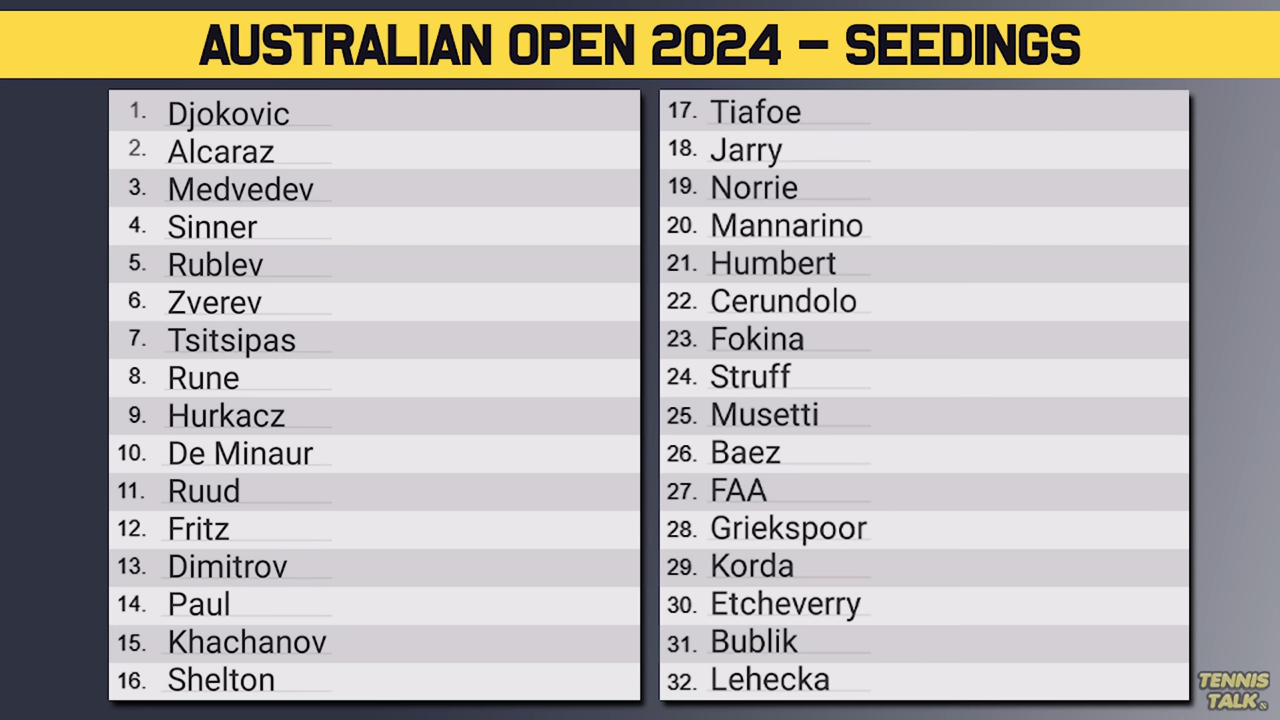 AUSTRALIAN OPEN 2024 – SEEDINGS
1. Djokovic
2. Alcaraz
3. Medvedev
4. Sinner
5. Rublev
6. Zverev
7. Tsitsipas
8. Rune
9. Hurkacz
10. De Minaur
11. Ruud
12. Fritz
13. Dimitrov
14. Paul
15. Khachanov
16. Shelton
17. Tiafoe
18. Jarry
19. Norrie
20. Mannarino
21. Humbert
22. Cerundolo
23. Fokina
24. Struff
25. Musetti
26. Baez
27. FAA
28. Griekspoor
29. Korda
30. Etcheverry
31. Bublik
32. Lehecka
TENNIS
TALK